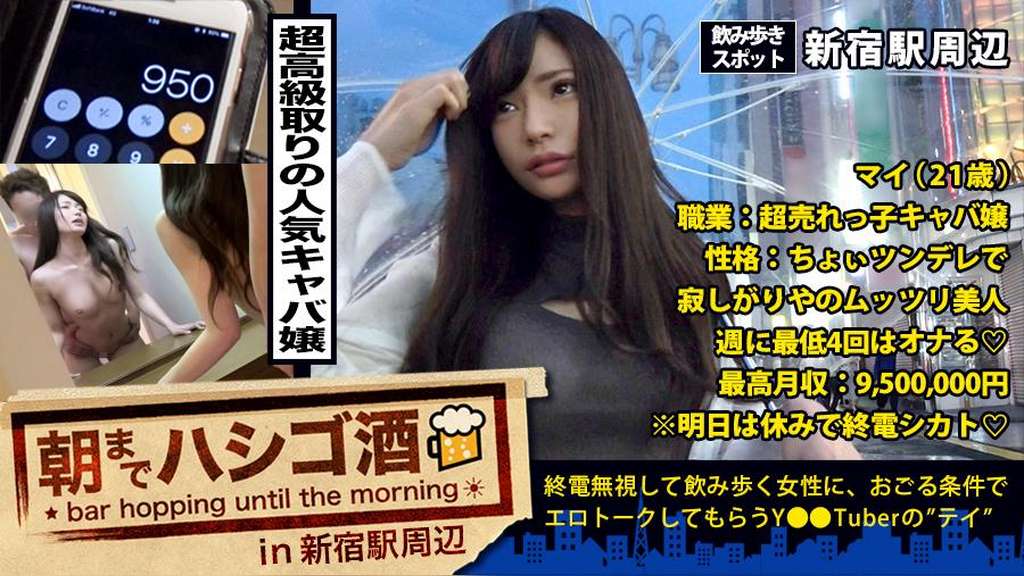 950
C
%
+
7
8
9
超高級取りの人気キャバ嬢
飲み歩き
スポット
新宿駅周辺
マイ(21歳)
職業:超売れっ子キャバ嬢
性格:ちょぃツンデレで
寂しがりやのムッツリ美人
週に最低4回はオナる♡
最高月収:9,500,000円
※明日は休みで終電シカト♡
朝までハシゴ酒
★bar hopping until the morning☀
in新宿駅周辺
終電無視して飲み歩く女性に、おごる条件で
エロトークしてもらうY●●Tuberの”テイ”